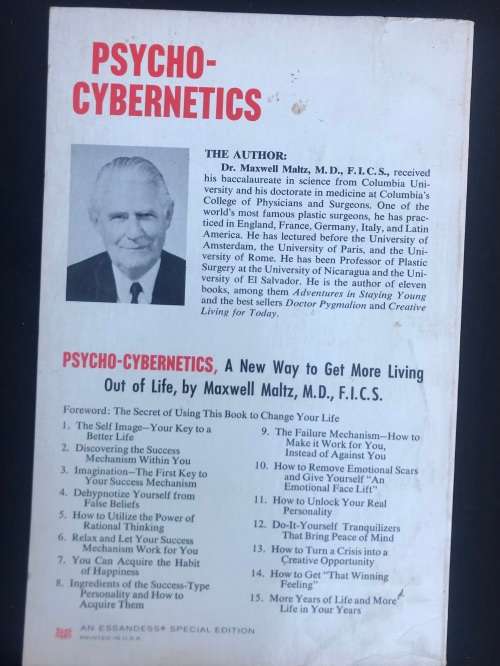 PSYCHO-
CYBERNETICS
THE AUTHOR:
Dr. Maxwell Maltz, M. D., F. I. C. S., received
his baccalaureate in science from Columbia Uni-
versity and his doctorate in medicine at Columbia's
College of Physicians and Surgeons. One of the
world's most famous plastic surgeons, he has prac-
ticed in England, France, Germany, Italy, and Latin
America. He has lectured before the University of
Amsterdam, the University of Paris, and the Uni-
versity of Rome. He has been Professor of Plastic
Surgery at the University of Nicaragua and the Uni-
versity of El Salvador. He is the author of eleven
books, among them Adventures in Staying Young
and the best sellers Doctor Pygmalion and Creative
Living for Today.
PSYCHO-CYBERNETICS, A New Way to Get More Living
Out of Life, by Maxwell Maltz, M.D., F.I.C.S.
Foreword: The Secret of Using This Book to Change Your Life
1. The Self Image—Your Key to a
Better Life
2. Discovering the Success
Mechanism Within You
3. Imagination—The First Key to
Your Success Mechanism
4. Dehypnotize Yourself from
False Beliefs
5. How to Utilize the Power of
Rational Thinking
6. Relax and Let Your Success
Mechanism Work for You
7. You Can Acquire the Habit
of Happiness
8. Ingredients of the Success-Type
Personality and How to
Acquire Them
9. The Failure Mechanism—How to
Make it Work for You,
Instead of Against You
10. How to Remove Emotional Scars
and Give Yourself "An
Emotional Face Lift"
11. How to Unlock Your Real
Personality
12. Do-It-Yourself Tranquilizers
That Bring Peace of Mind
13. How to Turn a Crisis into a
Creative Opportunity
14. How to Get "That Winning
Feeling"
15. More Years of Life and More
Life in Your Years
AN ESSANDESS® SPECIAL EDITION
PRINTED IN U.S.A.